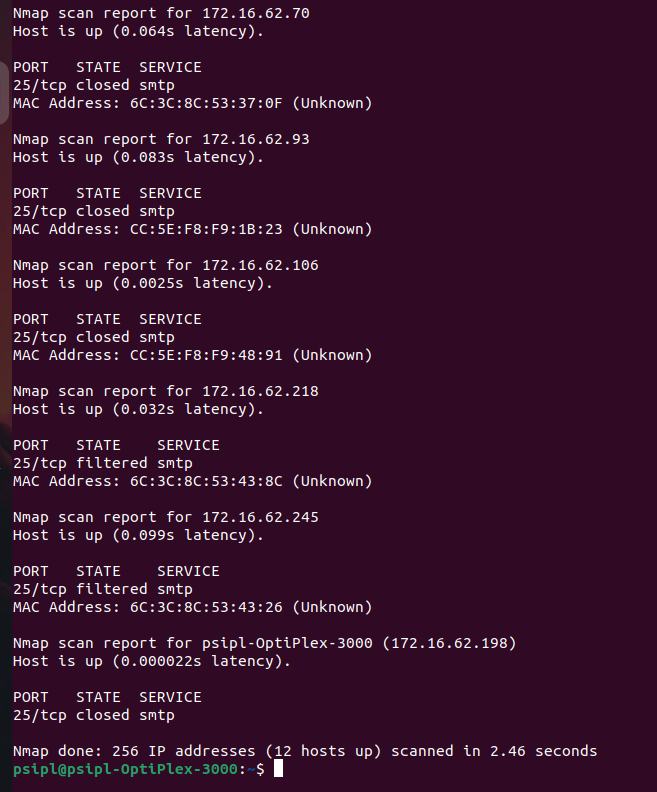 Nmap scan report for 172.16.62.70
Host is up (0.064s latency).
PORT   STATE  SERVICE
25/tcp closed smtp
MAC Address: 6C:3C:8C:53:37:0F (Unknown)
Nmap scan report for 172.16.62.93
Host is up (0.083s latency).
PORT   STATE  SERVICE
25/tcp closed smtp
MAC Address: CC:5E:F8:F9:1B:23 (Unknown)
Nmap scan report for 172.16.62.106
Host is up (0.0025s latency).
PORT   STATE  SERVICE
25/tcp closed smtp
MAC Address: CC:5E:F8:F9:48:91 (Unknown)
Nmap scan report for 172.16.62.218
Host is up (0.032s latency).
PORT   STATE    SERVICE
25/tcp filtered smtp
MAC Address: 6C:3C:8C:53:43:8C (Unknown)
Nmap scan report for 172.16.62.245
Host is up (0.099s latency).
PORT   STATE    SERVICE
25/tcp filtered smtp
MAC Address: 6C:3C:8C:53:43:26 (Unknown)
Nmap scan report for psipl-OptiPlex-3000 (172.16.62.198)
Host is up (0.000022s latency).
PORT   STATE  SERVICE
25/tcp closed smtp
Nmap done: 256 IP addresses (12 hosts up) scanned in 2.46 seconds
psipl@psipl-OptiPlex-3000:~$